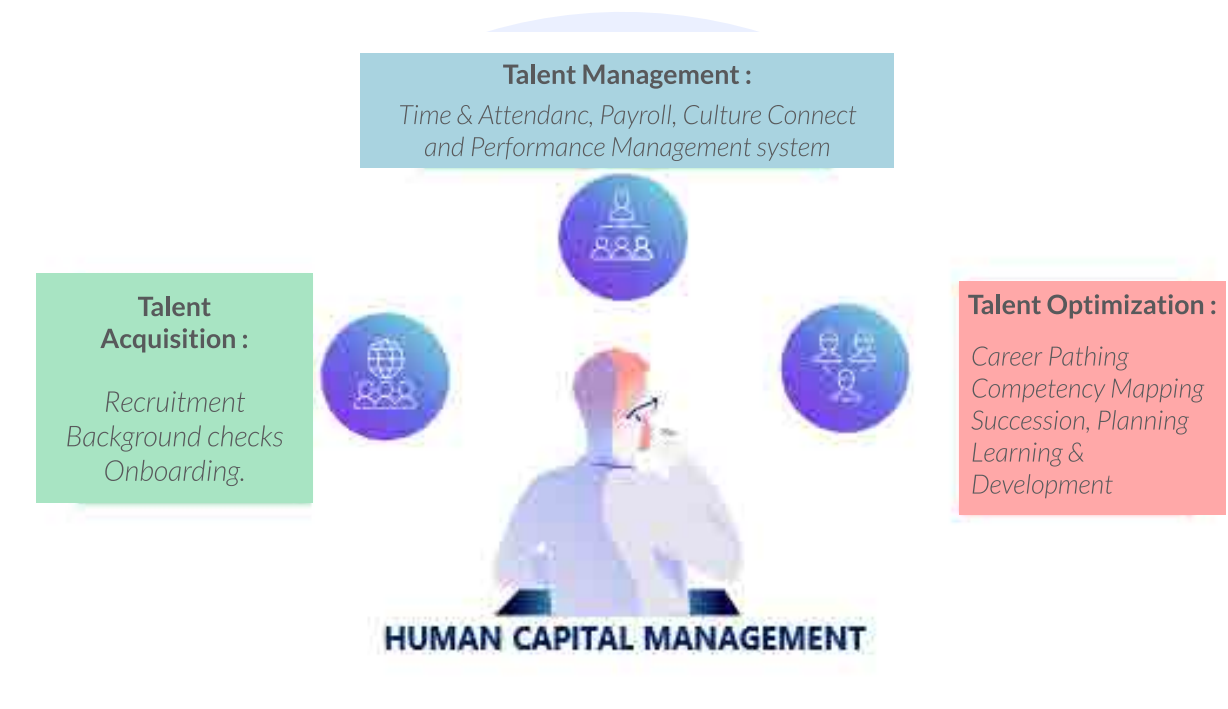 Talent Management :
Time & Attendanc, Payroll, Culture Connect
and Performance Management system
Talent
Acquisition :
Recruitment
Background checks
Onboarding.
Talent Optimization :
Career Pathing
Competency Mapping
Succession, Planning
Learning &
Development
HUMAN CAPITAL MANAGEMENT